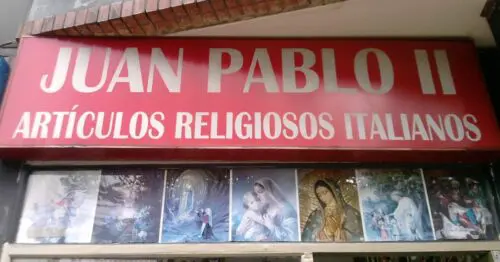 JUAN PABLO II
ARTÍCULOS RELIGIOSOS ITALIANOS